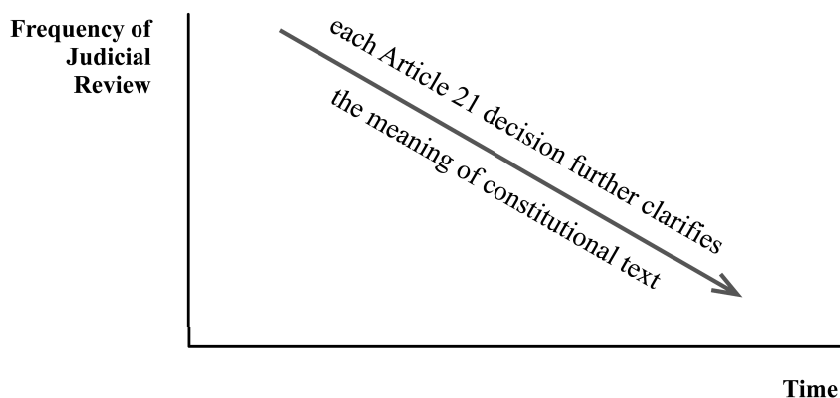 Frequency of
Judicial
Review
each Article 21 decision further clarifies
the meaning of constitutional text
Time